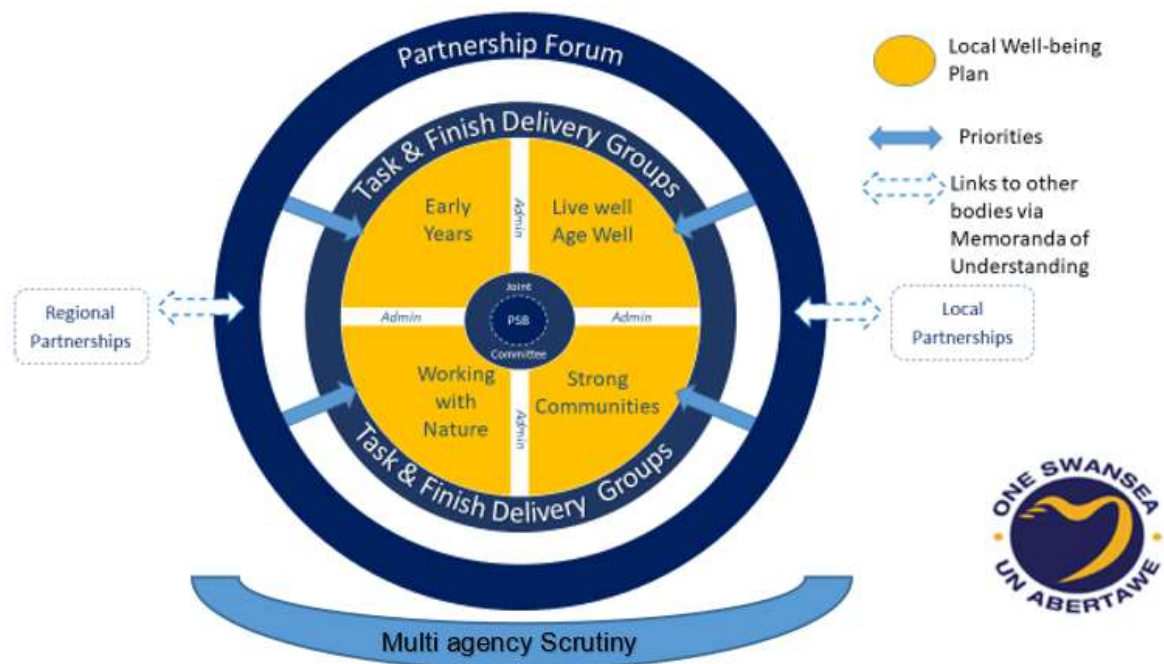 Partnership Forum
Task & Finish Delivery Groups
Early
Years
Admin
Live well
Age Well
Admin
Joint
PSB
Committee
Admin
Working
with
Nature
Admin
Strong
Communities
Task & Finish Delivery Groups
Regional
Partnerships
Local
Partnerships
Multi agency Scrutiny
Local Well-being
Plan
Priorities
Links to other
bodies via
Memoranda of
Understanding
ONE SWANSEA
UN ABERTAWE